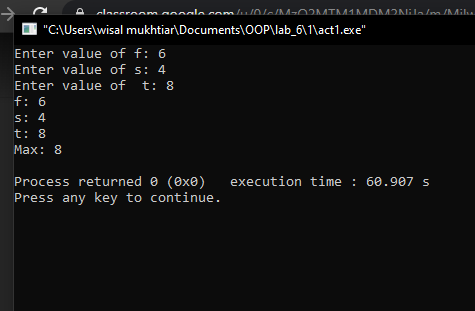 classroom.google.com
"C:\Users\wisal mukhtiar\Documents\OOP\lab_6\1\act1.exe"
Enter value of f: 6
Enter value of s: 4
Enter value of  t: 8
f: 6
s: 4
t: 8
Max: 8
Process returned 0 (0x0)   execution time : 60.907 s
Press any key to continue.